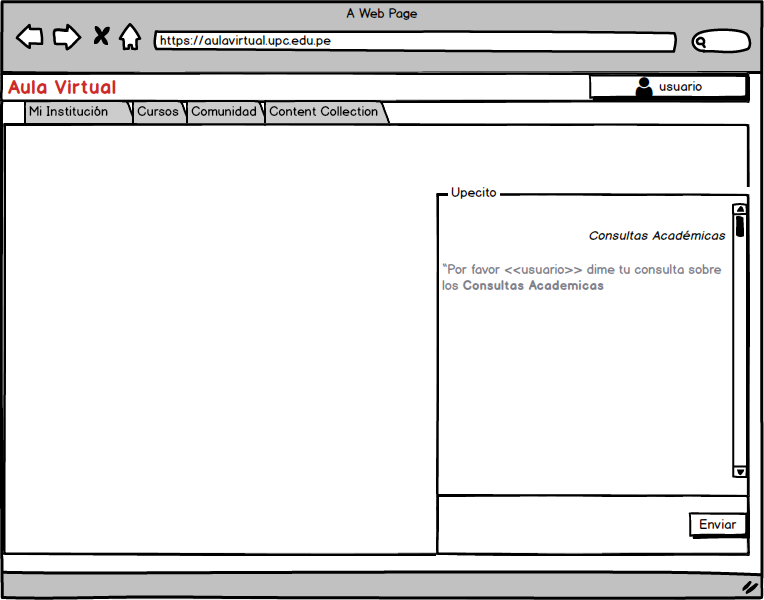 A Web Page
https://aulavirtual.upc.edu.pe
Aula Virtual
usuario
Mi Institución
Cursos
Comunidad
Content Collection
Upecito
Consultas Académicas
"Por favor <<usuario>> dime tu consulta sobre
los Consultas Academicas
Enviar